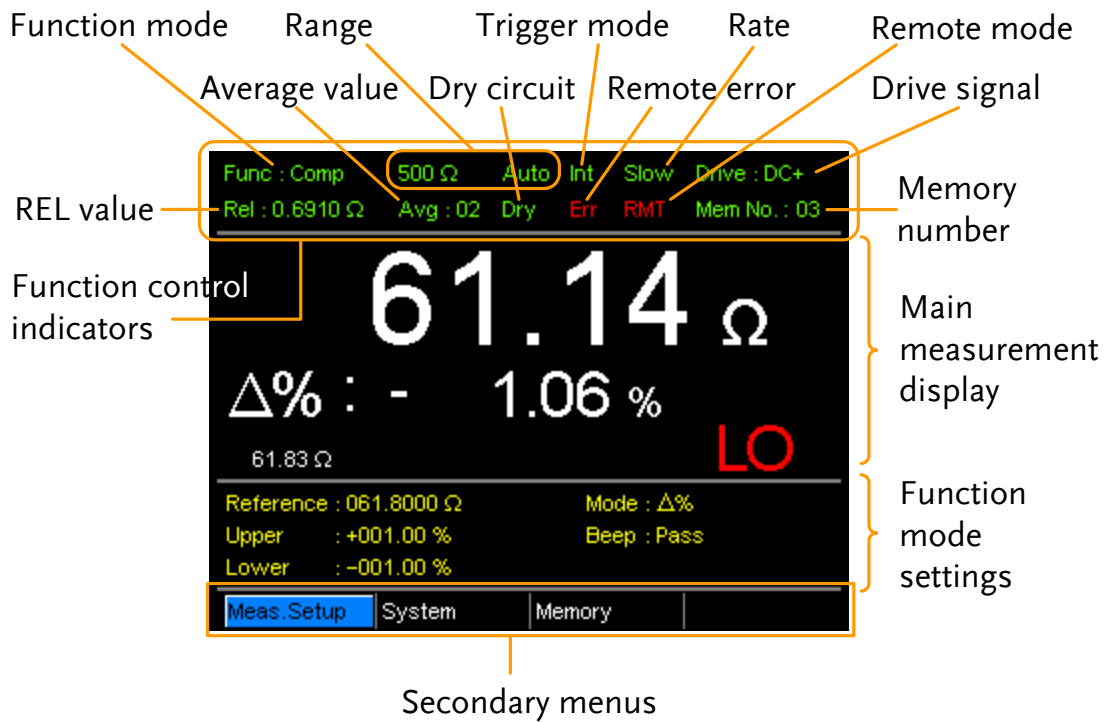 Function mode
Range
Trigger mode
Rate
Remote mode
Average value
Dry circuit
Remote error
Drive signal
Func : Comp
500 Ω
Auto
Int
Slow
Drive : DC+
REL value
Rel : 0.6910 Ω
Avg : 02
Dry
Err
RMT
Mem No. : 03
Memory
number
Function control
indicators
61.14 Ω
Δ% : - 1.06 %
61.83 Ω
LO
Main
measurement
display
Reference : 061.8000 Ω
Mode : Δ%
Upper : +001.00 %
Beep : Pass
Lower : −001.00 %
Function
mode
settings
Meas.Setup
System
Memory
Secondary menus